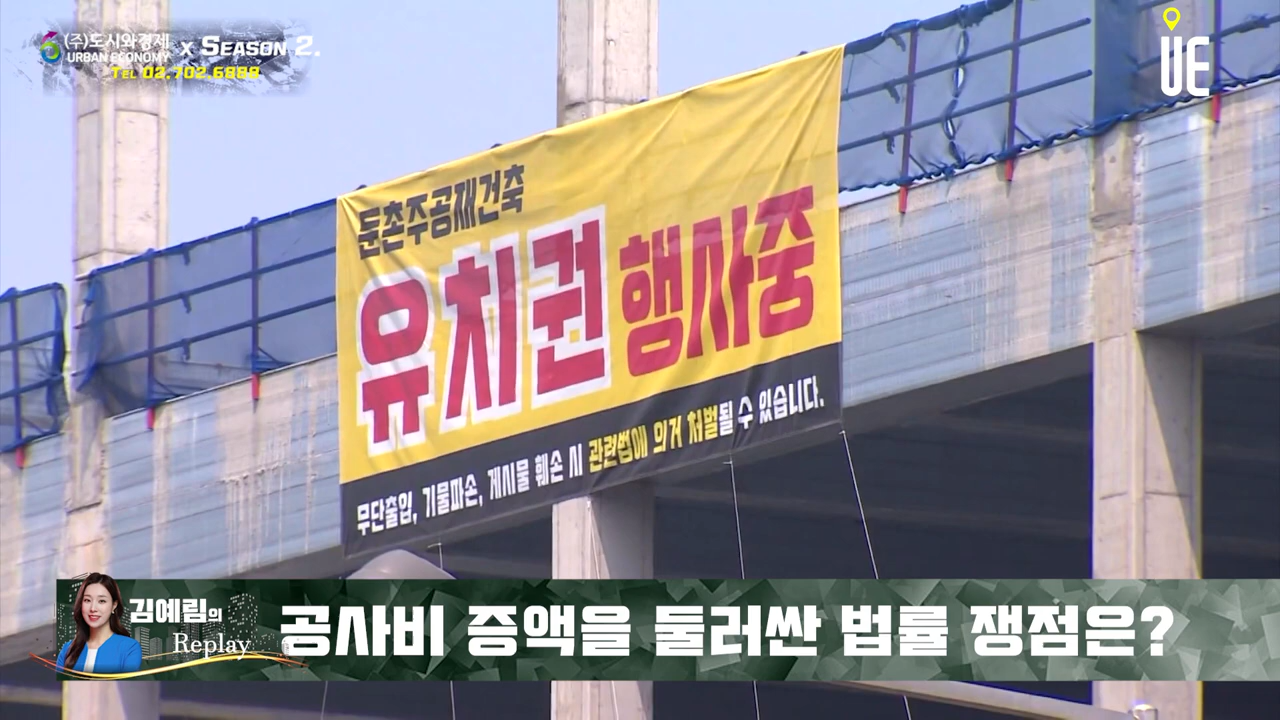 (주)도시와경제
URBAN ECONOMY
X SEASON 2.
TEL 02.702.6888
UE
둔촌주공재건축
유치권 행사중
무단출입, 기물파손, 게시물 훼손 시 관련법에 의거 처벌될 수 있습니다.
김예림의
Replay
공사비 증액을 둘러싼 법률 쟁점은?